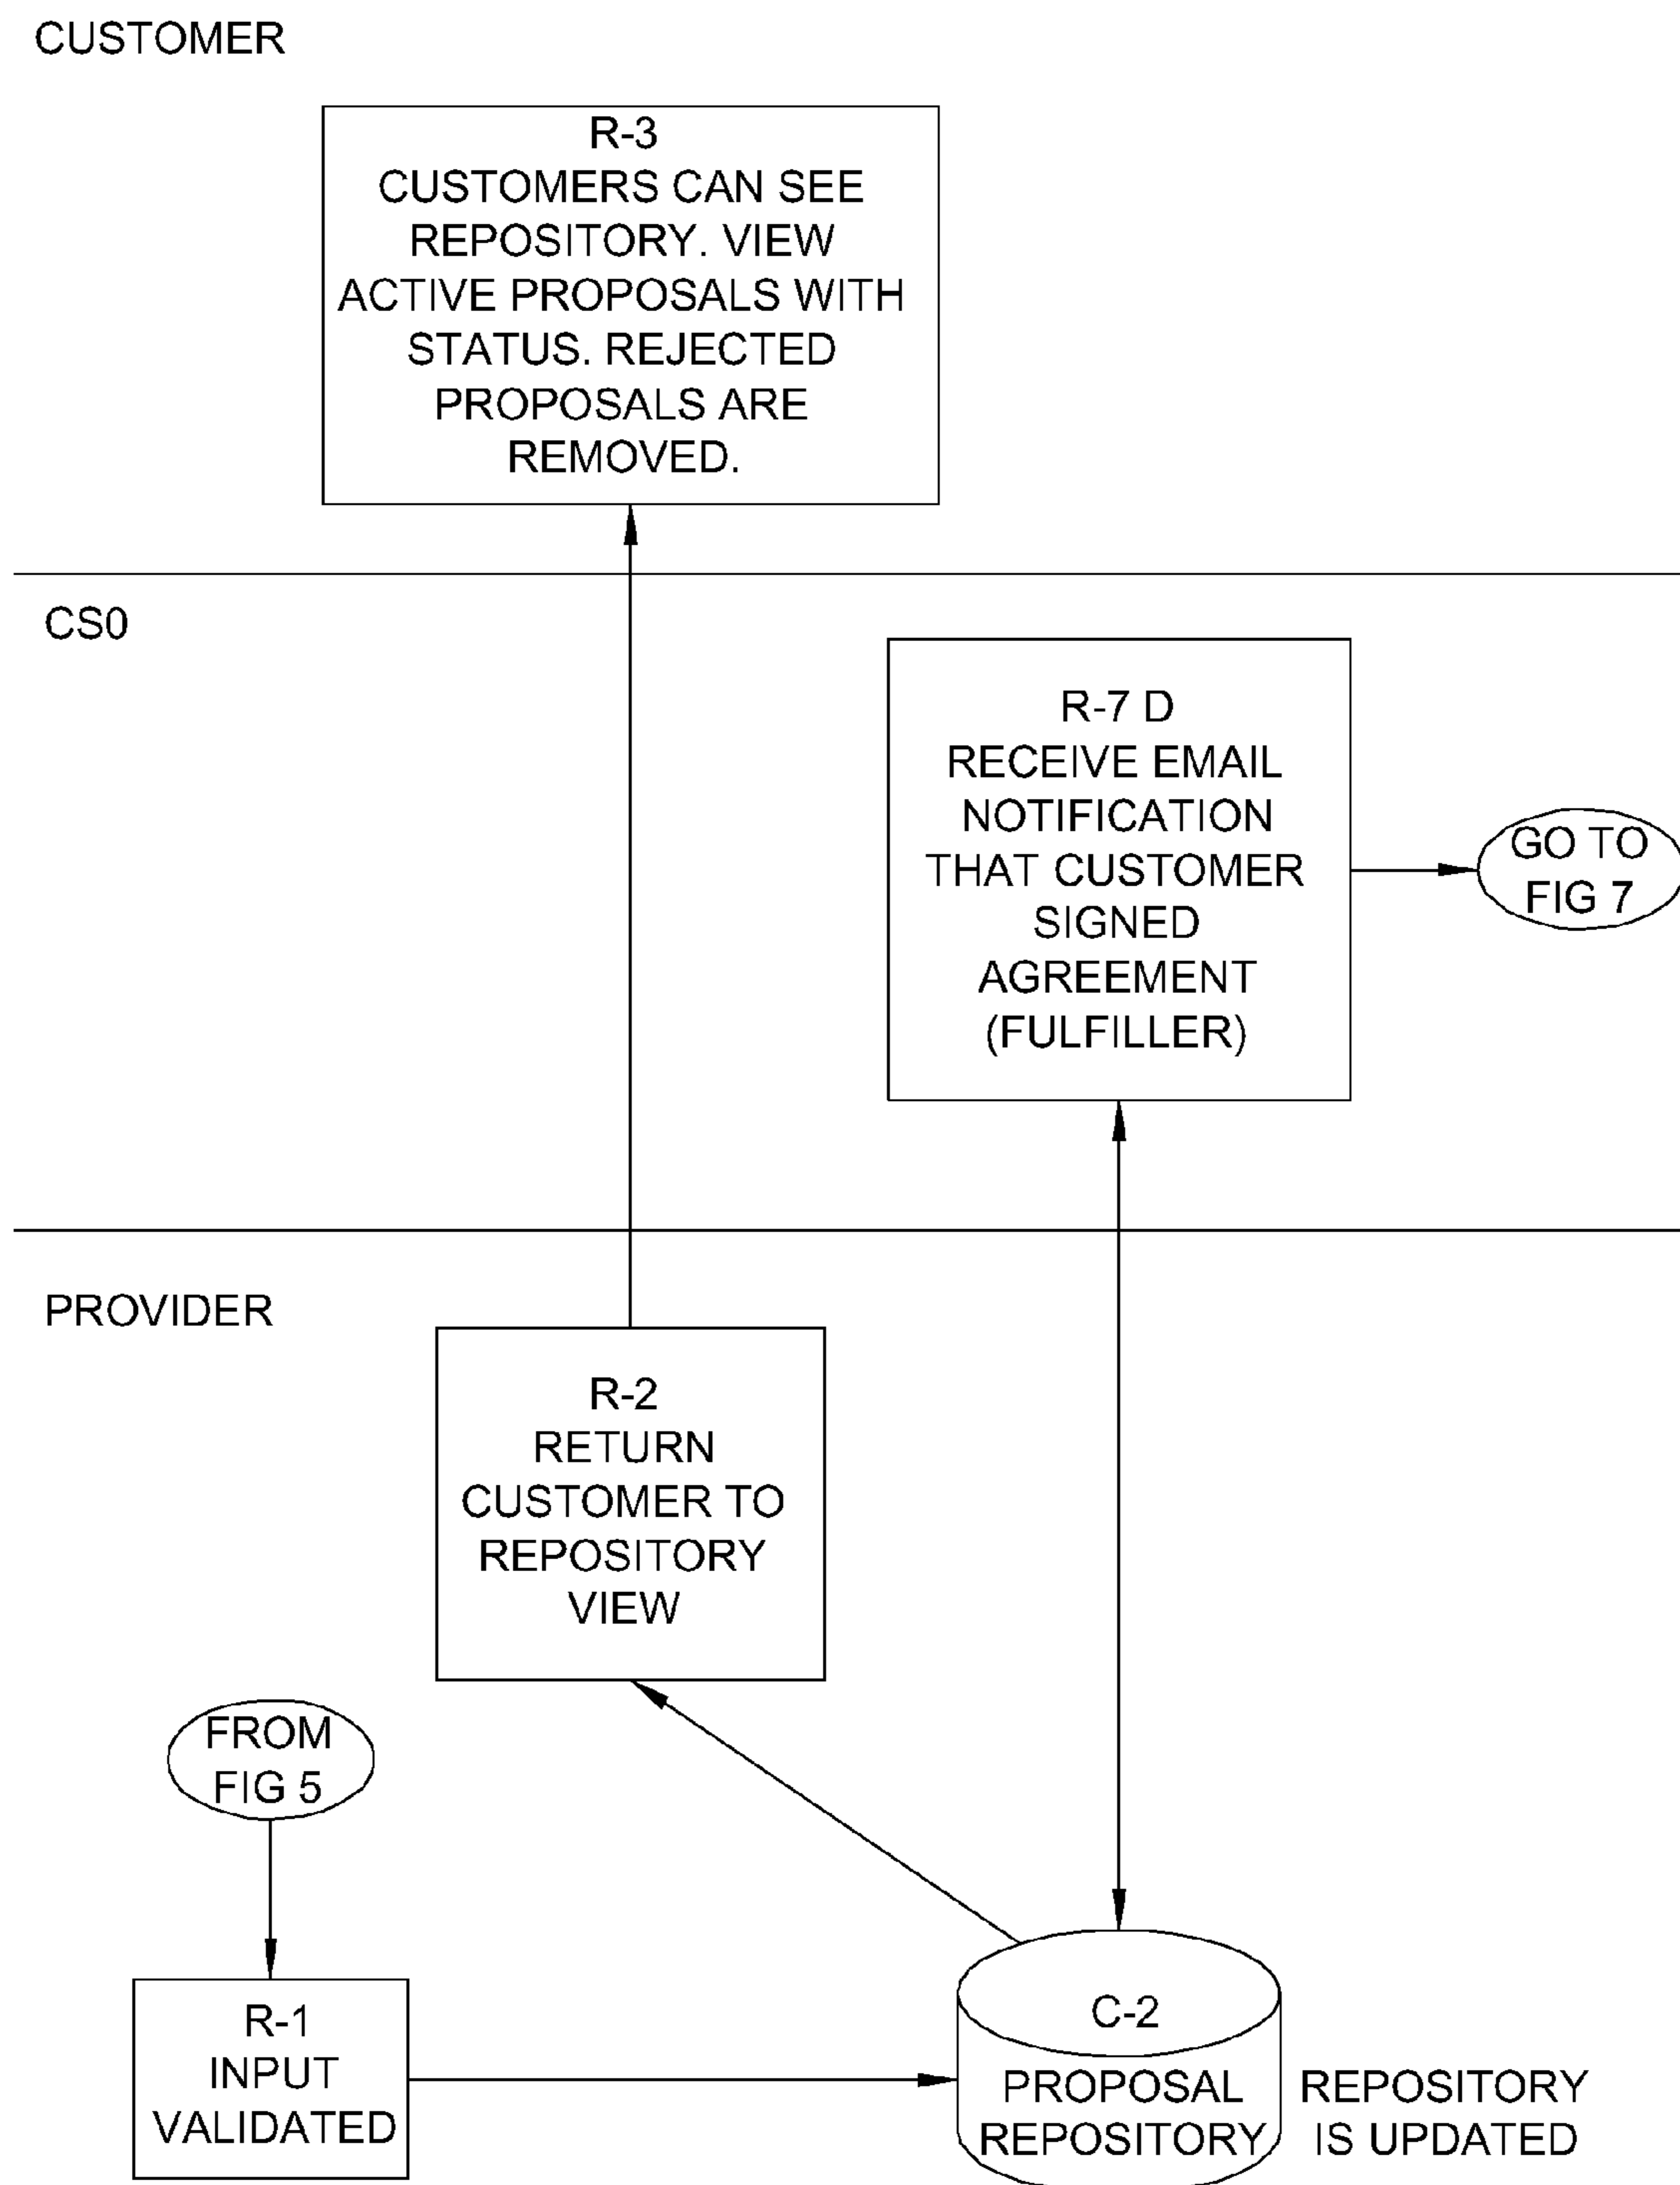 CUSTOMER
R-3
CUSTOMERS CAN SEE
REPOSITORY. VIEW
ACTIVE PROPOSALS WITH
STATUS. REJECTED
PROPOSALS ARE
REMOVED.
CS0
R-7 D
RECEIVE EMAIL
NOTIFICATION
THAT CUSTOMER
SIGNED
AGREEMENT
(FULFILLER)
GO TO
FIG 7
PROVIDER
R-2
RETURN
CUSTOMER TO
REPOSITORY
VIEW
FROM
FIG 5
R-1
INPUT
VALIDATED
C-2
PROPOSAL
REPOSITORY
REPOSITORY
IS UPDATED